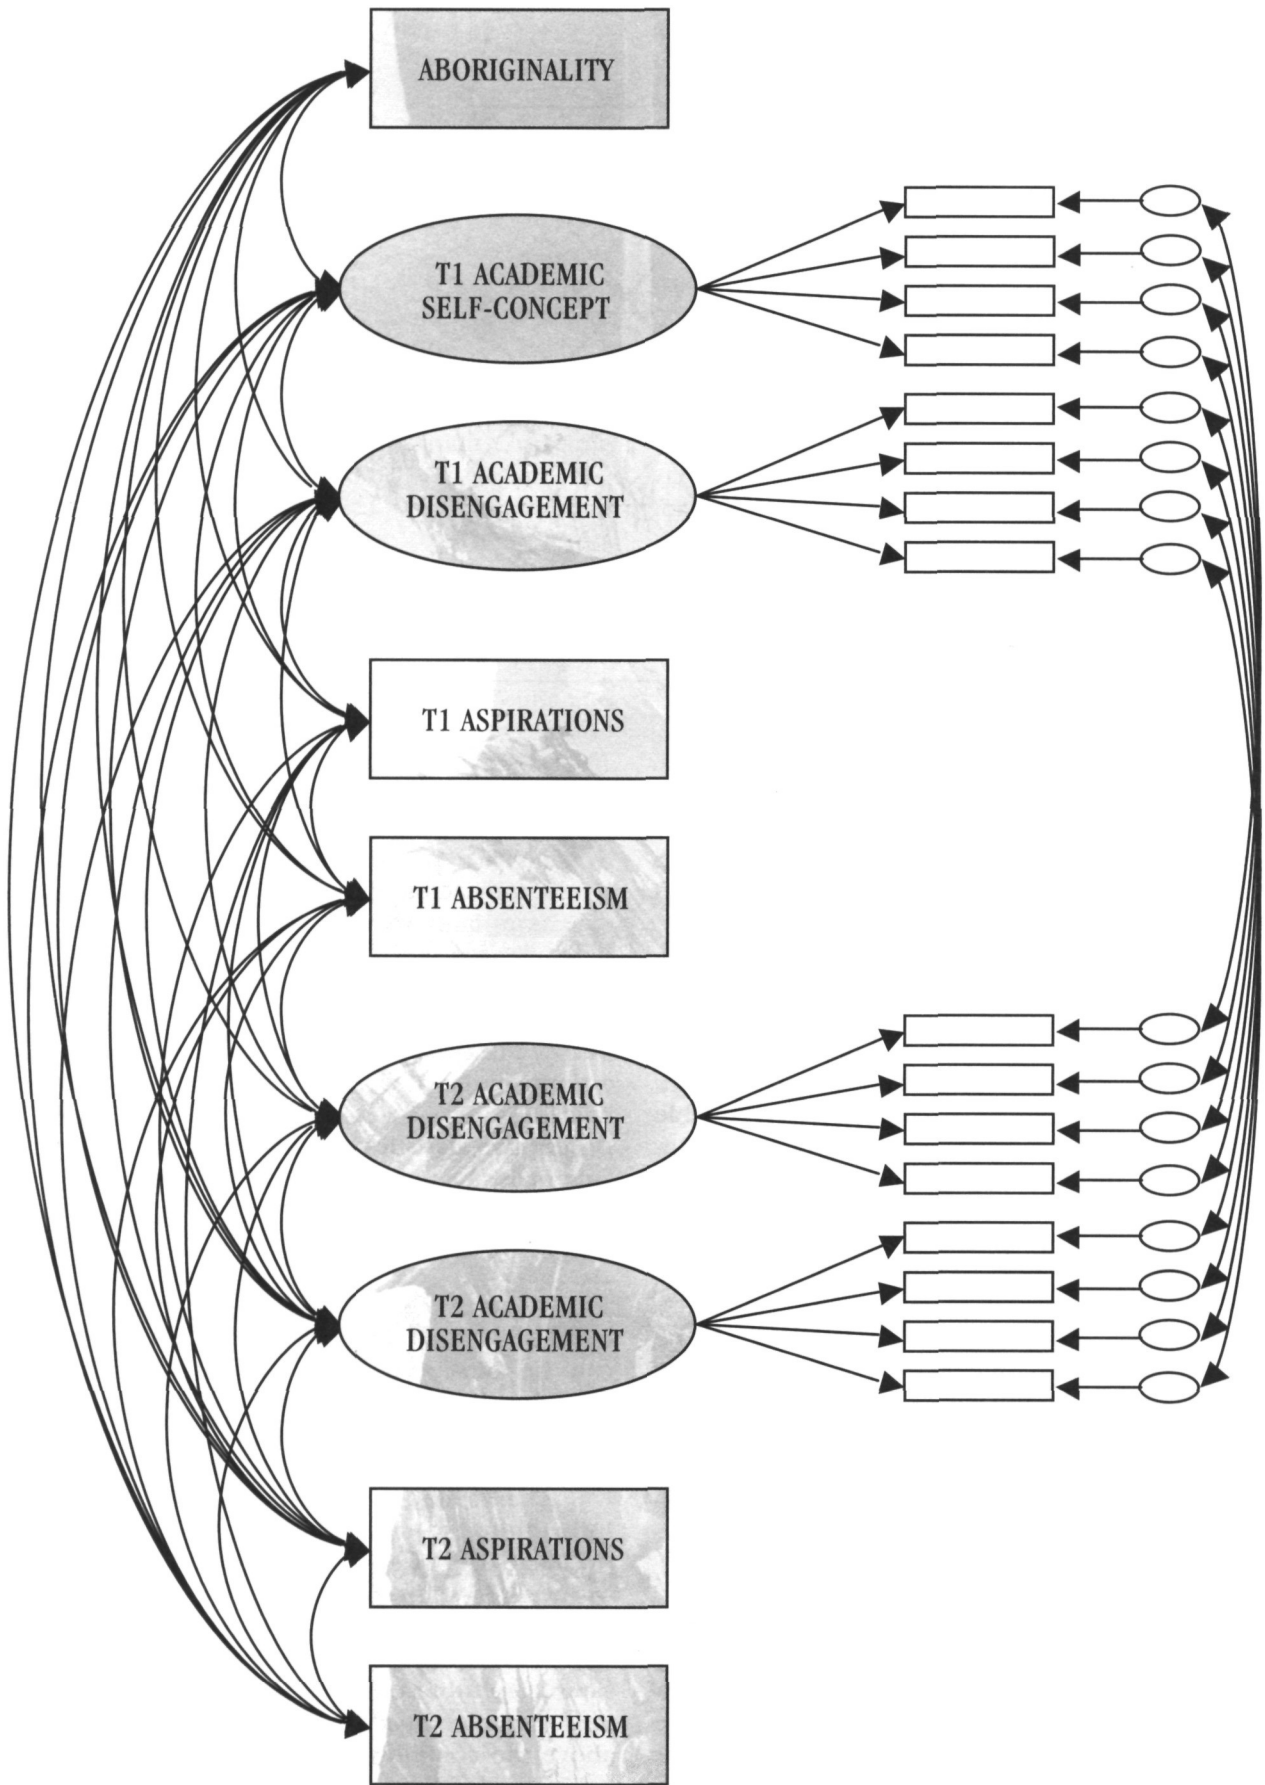 ABORIGINALITY
T1 ACADEMIC
SELF-CONCEPT
T1 ACADEMIC
DISENGAGEMENT
T1 ASPIRATIONS
T1 ABSENTEEISM
T2 ACADEMIC
DISENGAGEMENT
T2 ACADEMIC
DISENGAGEMENT
T2 ASPIRATIONS
T2 ABSENTEEISM